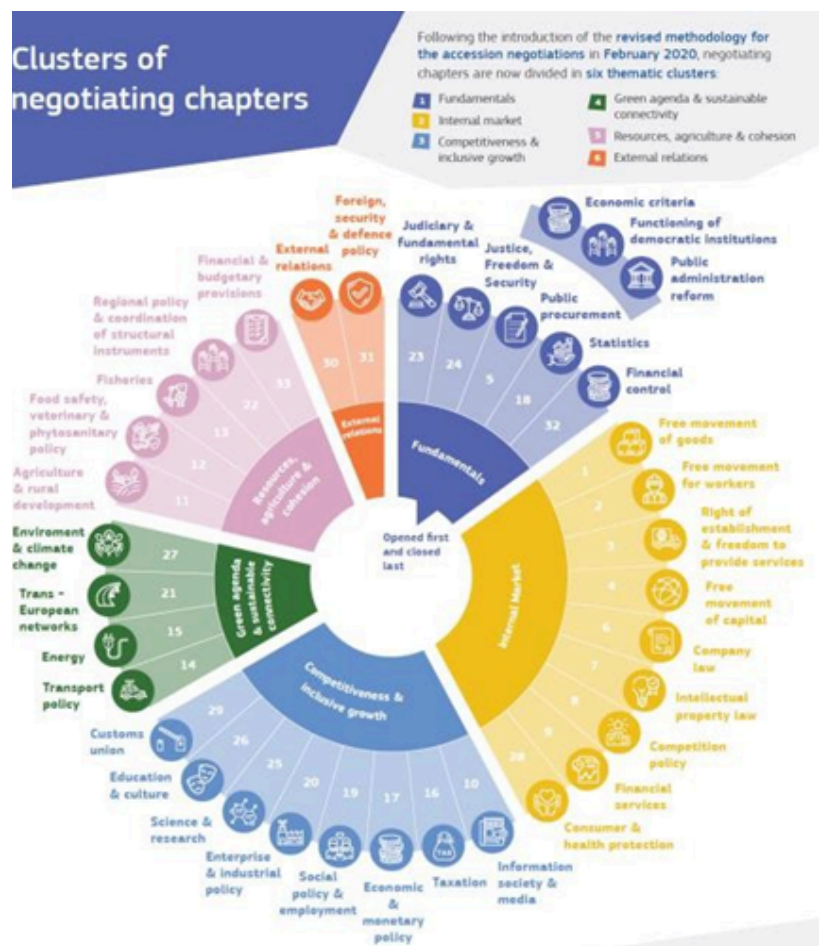 Clusters of
negotiating chapters
Following the introduction of the revised methodology for
the accession negotiations in February 2020, negotiating
chapters are now divided in six thematic clusters:
1 Fundamentals
2 Internal market
3 Competitiveness &
inclusive growth
4 Green agenda & sustainable
connectivity
5 Resources, agriculture & cohesion
6 External relations
Economic criteria
Functioning of
democratic institutions
Public
administration
reform
Judiciary &
fundamental
rights
Justice,
Freedom &
Security
Public
procurement
Statistics
Financial
control
23
24
5
18
32
Fundamentals
Opened first
and closed
last
Free movement
of goods
Free movement
for workers
Right of
establishment
& freedom to
provide services
Free
movement
of capital
Company
law
Intellectual
property law
Competition
policy
Financial
services
Consumer &
health protection
1
2
3
4
6
7
8
9
28
Internal Market
Information
society &
media
Taxation
TAX
Economic
&
monetary
policy
Social
policy &
employment
Enterprise
& industrial
policy
Science &
research
Education
& culture
Customs
union
10
16
17
19
20
25
26
29
Competitiveness &
inclusive growth
Transport
policy
Energy
Trans -
European
networks
Enviroment
& climate
change
14
15
21
27
Green agenda
& sustainable
connectivity
Agriculture
& rural
development
Food safety,
veterinary &
phytosanitary
policy
Fisheries
Regional policy
& coordination
of structural
instruments
Financial &
budgetary
provisions
11
12
13
22
33
Resources,
agriculture &
cohesion
External
relations
Foreign,
security
& defence
policy
30
31
External
relations